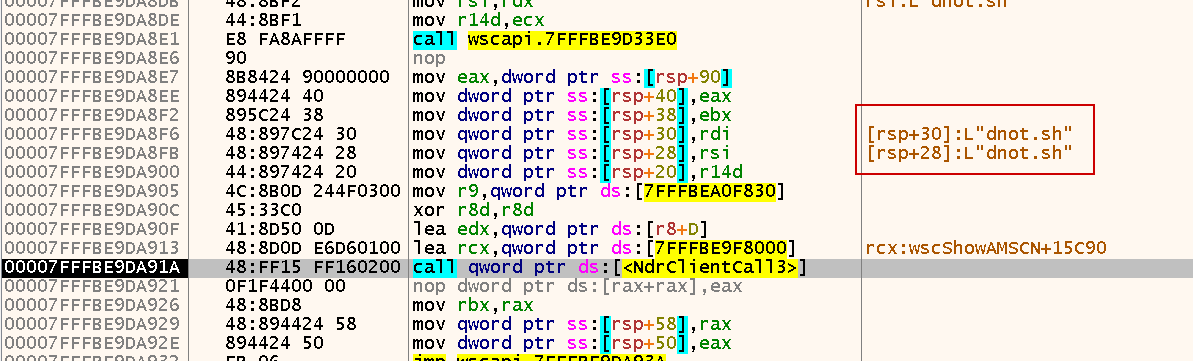 00007FFFBE9DA8DB 48:8BF2 mov rsi,rdx rsi:L"dnot.sh"
00007FFFBE9DA8DE 44:8BF1 mov r14d,ecx
00007FFFBE9DA8E1 E8 FA8AFFFF call wscapi.7FFFBE9D33E0
00007FFFBE9DA8E6 90 nop
00007FFFBE9DA8E7 8B8424 90000000 mov eax,dword ptr ss:[rsp+90]
00007FFFBE9DA8EE 894424 40 mov dword ptr ss:[rsp+40],eax
00007FFFBE9DA8F2 895C24 38 mov dword ptr ss:[rsp+38],ebx
00007FFFBE9DA8F6 48:897C24 30 mov qword ptr ss:[rsp+30],rdi [rsp+30]:L"dnot.sh"
00007FFFBE9DA8FB 48:897424 28 mov qword ptr ss:[rsp+28],rsi [rsp+28]:L"dnot.sh"
00007FFFBE9DA900 44:897424 20 mov dword ptr ss:[rsp+20],r14d
00007FFFBE9DA905 4C:8B0D 244F0300 mov r9,qword ptr ds:[7FFFBEA0F830]
00007FFFBE9DA90C 45:33C0 xor r8d,r8d
00007FFFBE9DA90F 41:8D50 0D lea edx,qword ptr ds:[r8+D]
00007FFFBE9DA913 48:8D0D E6D60100 lea rcx,qword ptr ds:[7FFFBE9F8000] rcx:wscShowAMSCN+15C90
00007FFFBE9DA91A 48:FF15 FF160200 call qword ptr ds:[<NdrClientCall3>]
00007FFFBE9DA921 0F1F4400 00 nop dword ptr ds:[rax+rax],eax
00007FFFBE9DA926 48:8BD8 mov rbx,rax
00007FFFBE9DA929 48:894424 58 mov qword ptr ss:[rsp+58],rax
00007FFFBE9DA92E 894424 50 mov dword ptr ss:[rsp+50],eax
00007FFFBE9DA932 EB 06 jmp wscapi.7FFFBE9DA93A